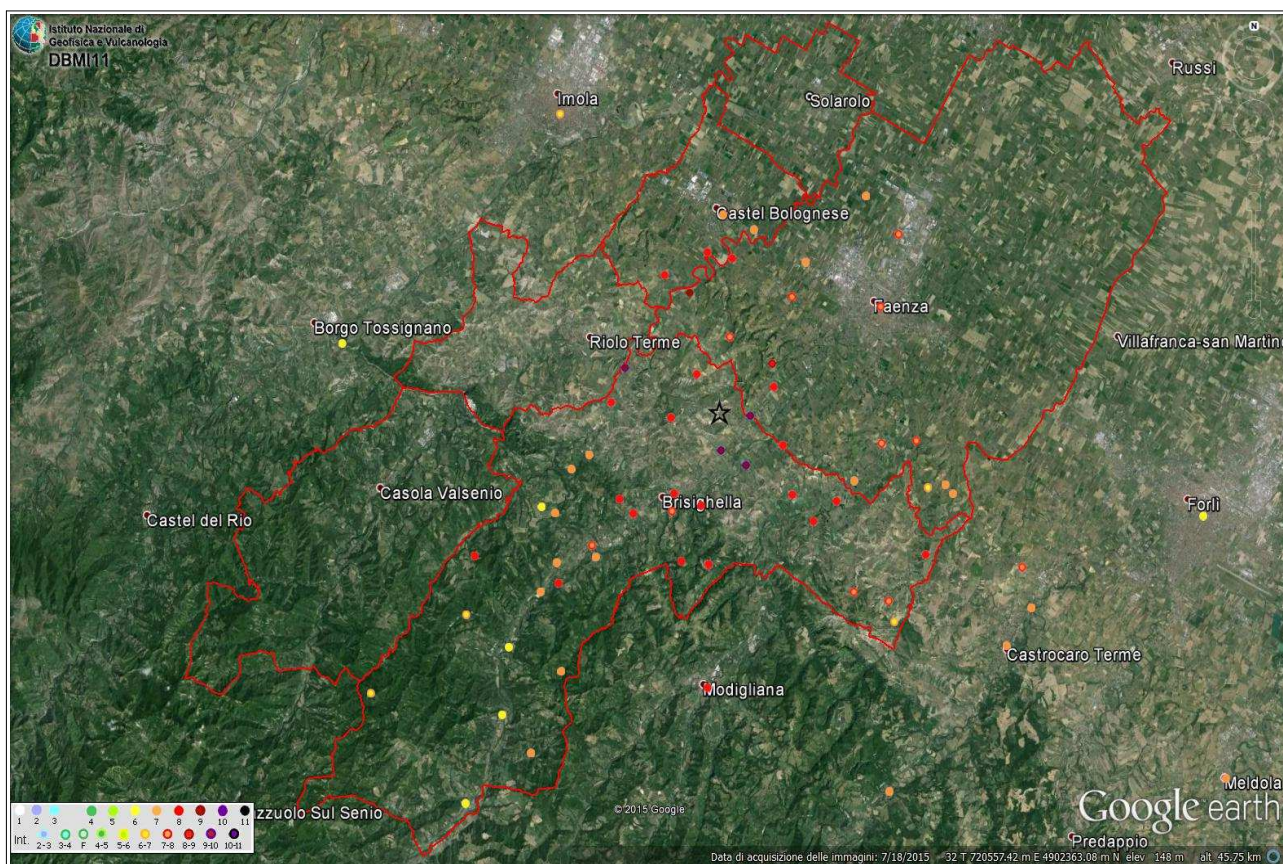 Istituto Nazionale di
Geofisica e Vulcanologia
DBMI11
N
Russi
Imola
Solarolo
Castel Bolognese
Faenza
Borgo Tossignano
Riolo Terme
Villafranca-san Martino
Casola Valsenio
Brisighella
Castel del Rio
Forlì
Castrocaro Terme
Modigliana
Meldola
1 2 3 4 5 6 7 8 9 10 11
Int. 2-3 3-4 F 4-5 5-6 6-7 7-8 8-9 9-10 10-11
azzuolo Sul Senio
© 2015 Google
Google earth
Predappio
Data di acquisizione delle immagini: 7/18/2015 32 T 720557.42 m E 4902363.08 m N elev 148 m alt 45.75 km